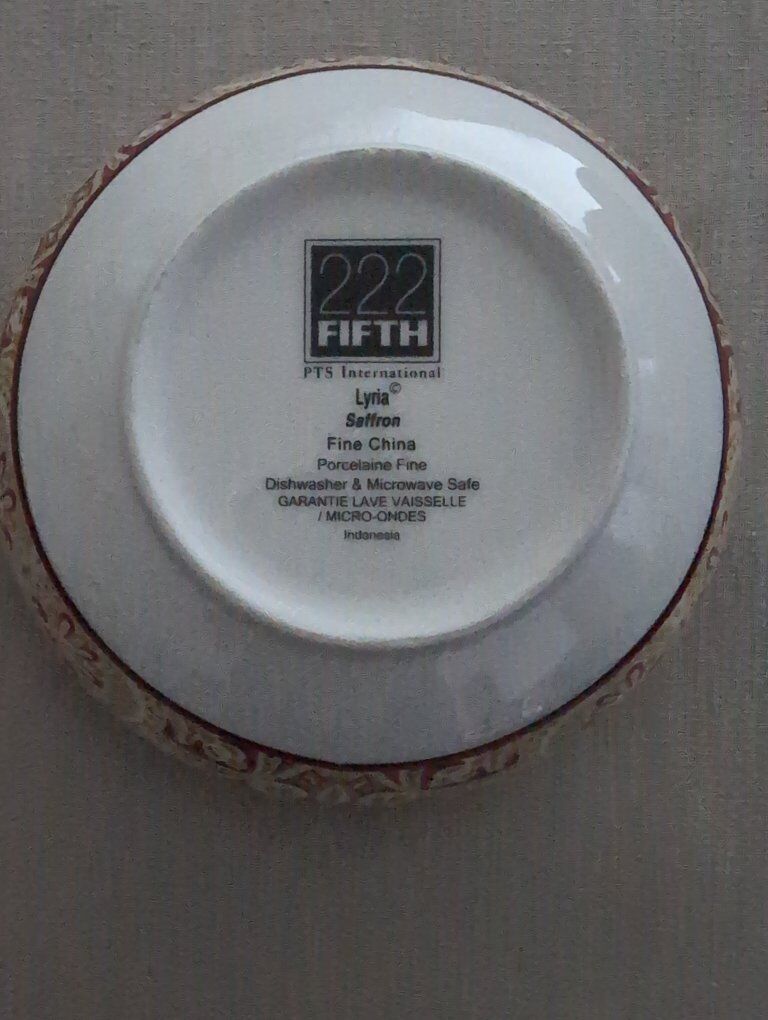 222
FIFTH
PTS International
Lyria©
Saffron
Fine China
Porcelaine Fine
Dishwasher & Microwave Safe
GARANTIE LAVE VAISSELLE
/ MICRO-ONDES
Indonesia